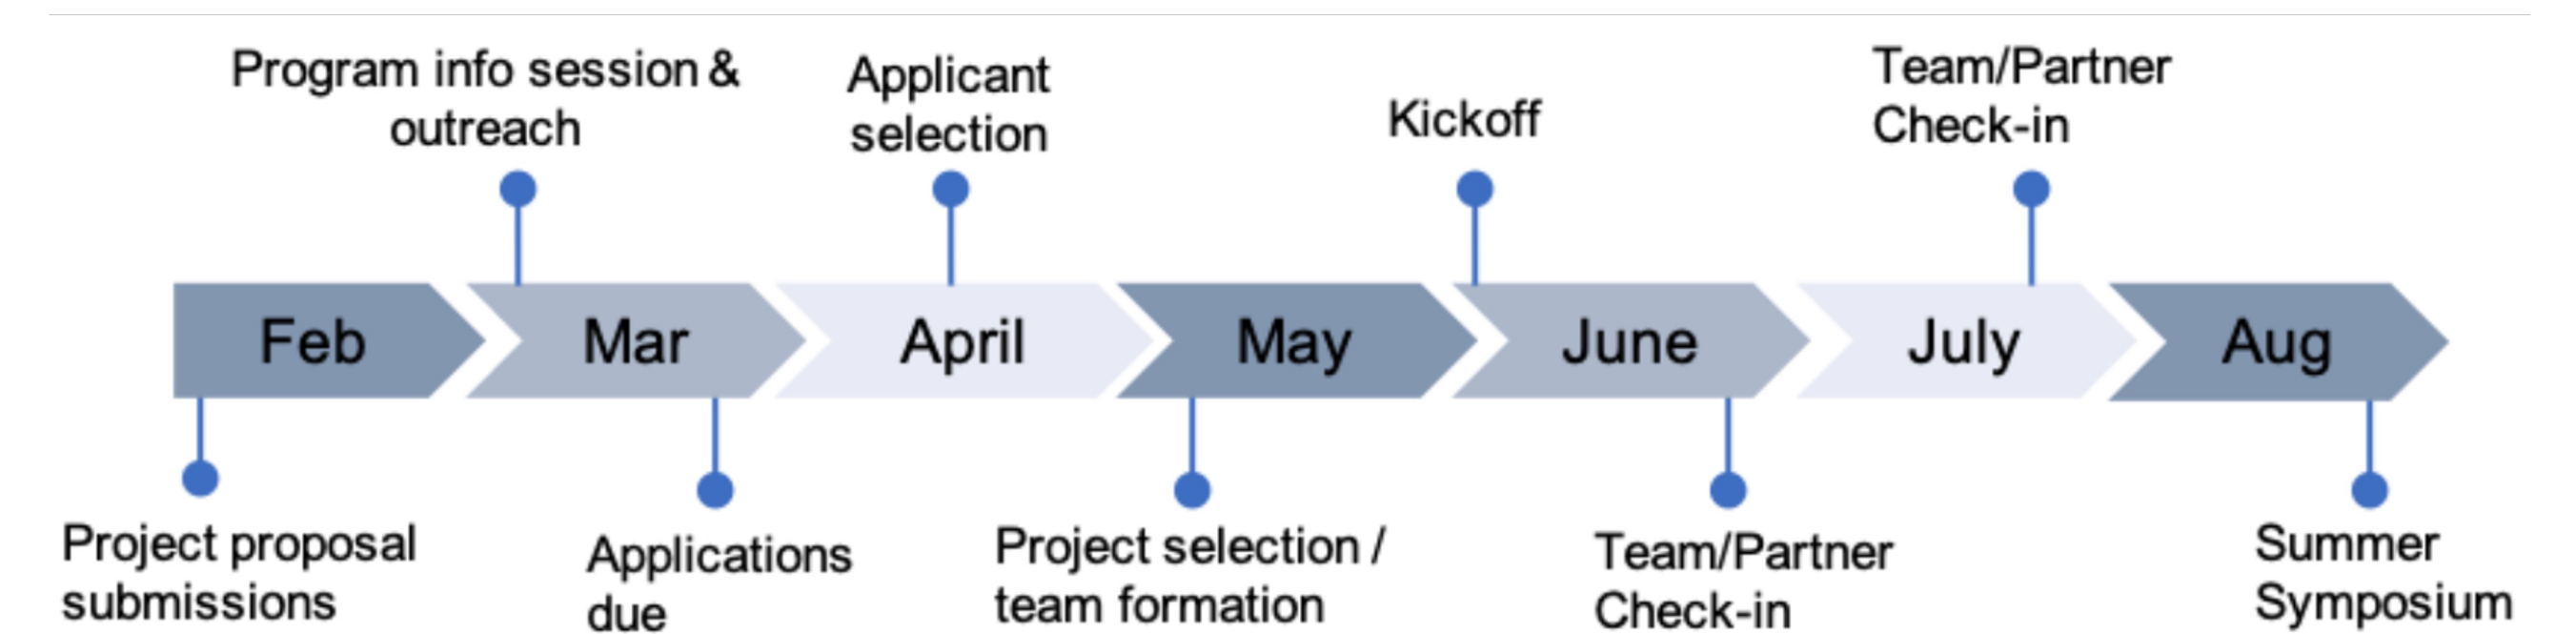 Program info session &
outreach
Applicant
selection
Kickoff
Team/Partner
Check-in
Feb
Mar
April
May
June
July
Aug
Project proposal
submissions
Applications
due
Project selection /
team formation
Team/Partner
Check-in
Summer
Symposium